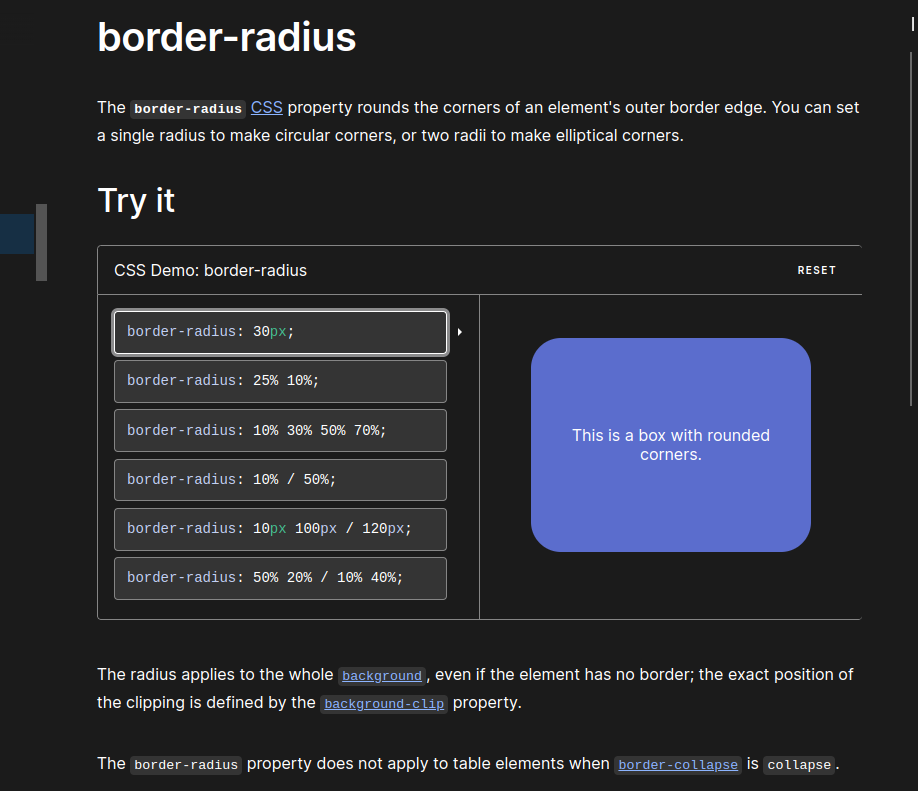 border-radius
The border-radius CSS property rounds the corners of an element's outer border edge. You can set
a single radius to make circular corners, or two radii to make elliptical corners.
Try it
CSS Demo: border-radius
RESET
border-radius: 30px;
border-radius: 25% 10%;
border-radius: 10% 30% 50% 70%;
border-radius: 10% / 50%;
border-radius: 10px 100px / 120px;
border-radius: 50% 20% / 10% 40%;
This is a box with rounded
corners.
The radius applies to the whole background, even if the element has no border; the exact position of
the clipping is defined by the background-clip property.
The border-radius property does not apply to table elements when border-collapse is collapse.